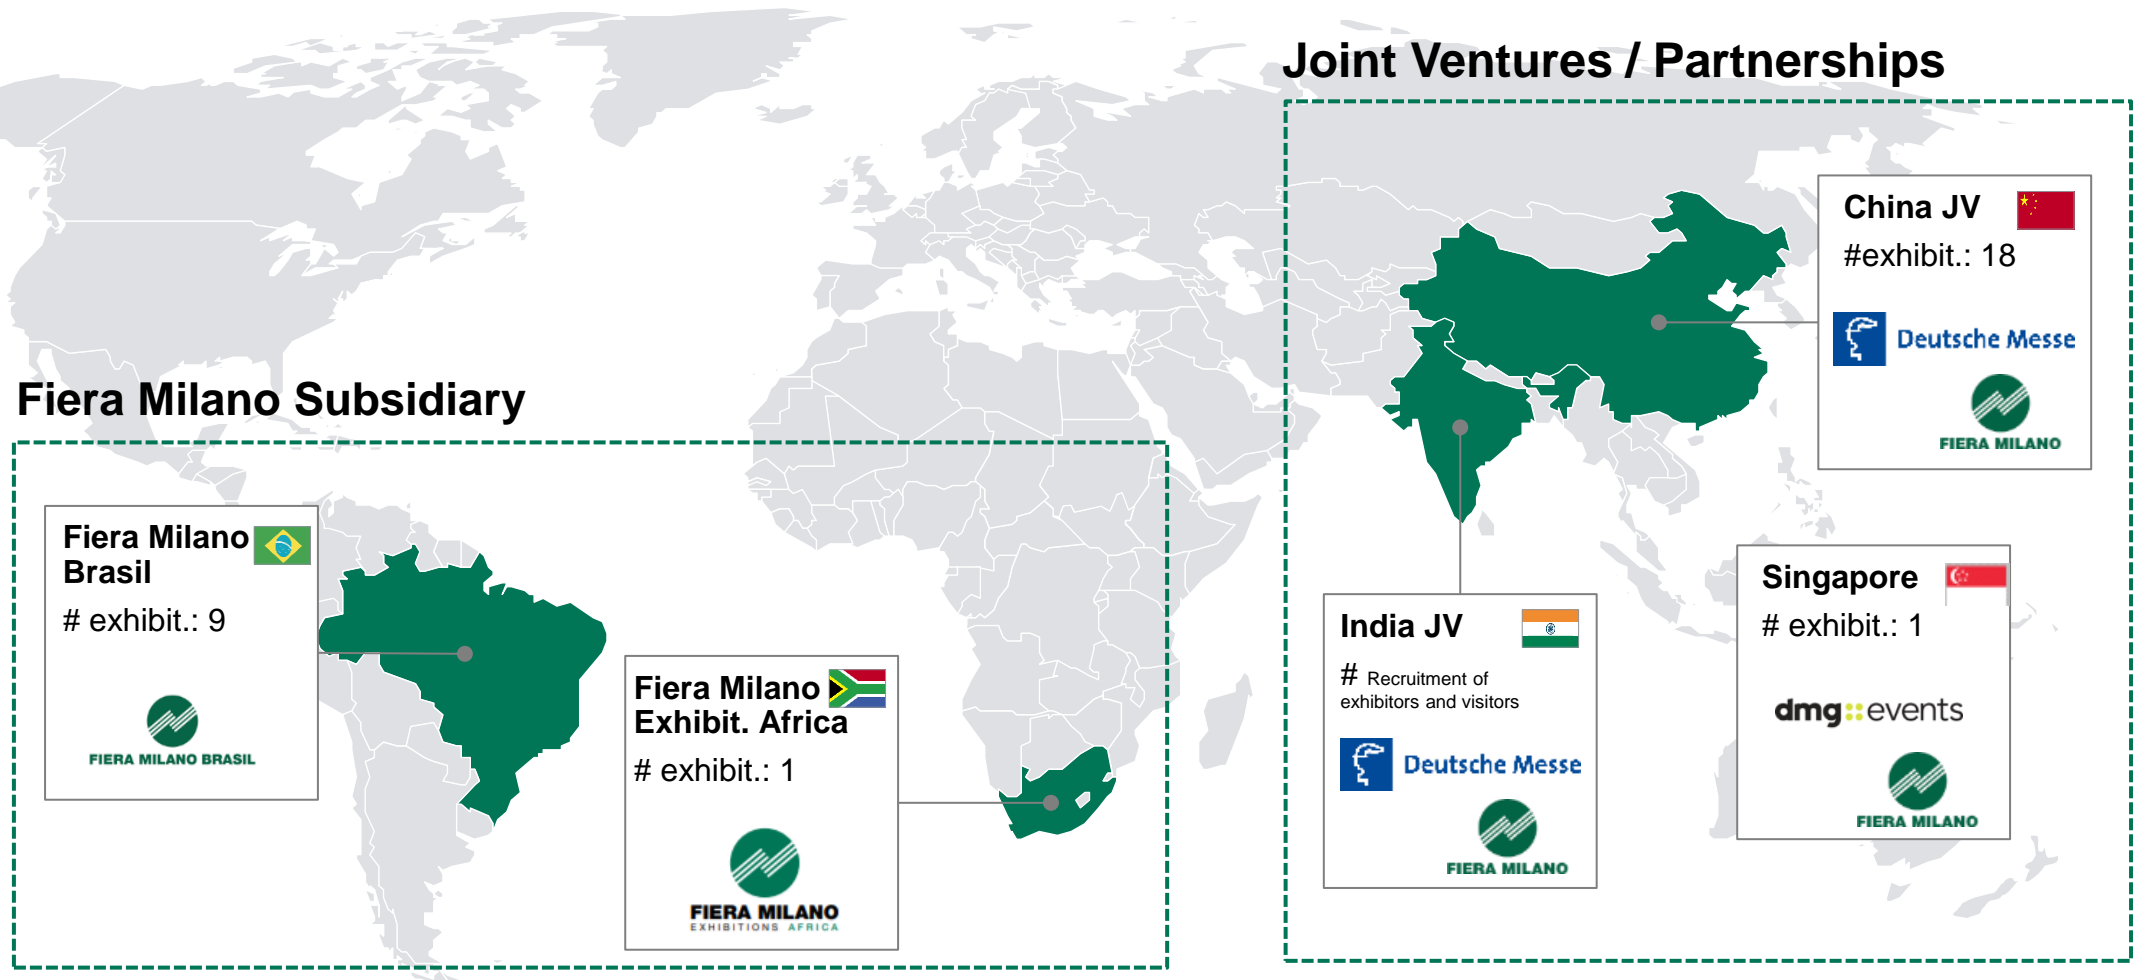 Joint Ventures / Partnerships
China JV
#exhibit.: 18
Deutsche Messe
FIERA MILANO
Fiera Milano Subsidiary
Fiera Milano
Brasil
# exhibit.: 9
FIERA MILANO BRASIL
Fiera Milano
Exhibit. Africa
# exhibit.: 1
FIERA MILANO
EXHIBITIONS AFRICA
India JV
# Recruitment of
exhibitors and visitors
Deutsche Messe
FIERA MILANO
Singapore
# exhibit.: 1
dmg::events
FIERA MILANO